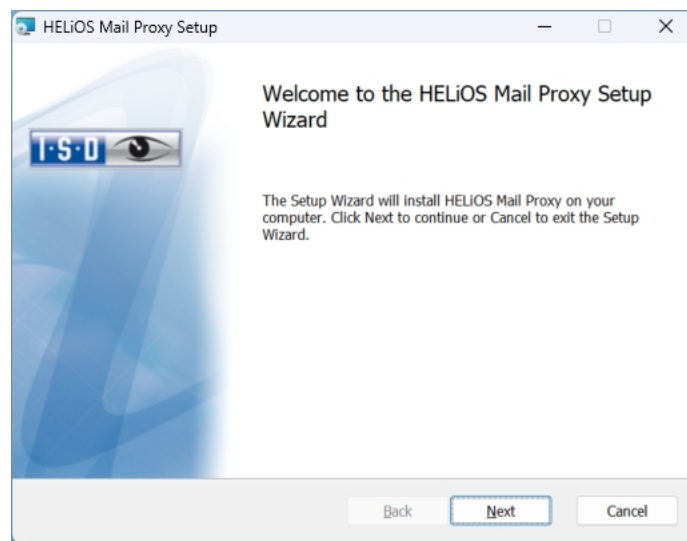 HELiOS Mail Proxy Setup
Welcome to the HELiOS Mail Proxy Setup
Wizard
I·S·D
The Setup Wizard will install HELiOS Mail Proxy on your
computer. Click Next to continue or Cancel to exit the Setup
Wizard.
Back Next Cancel